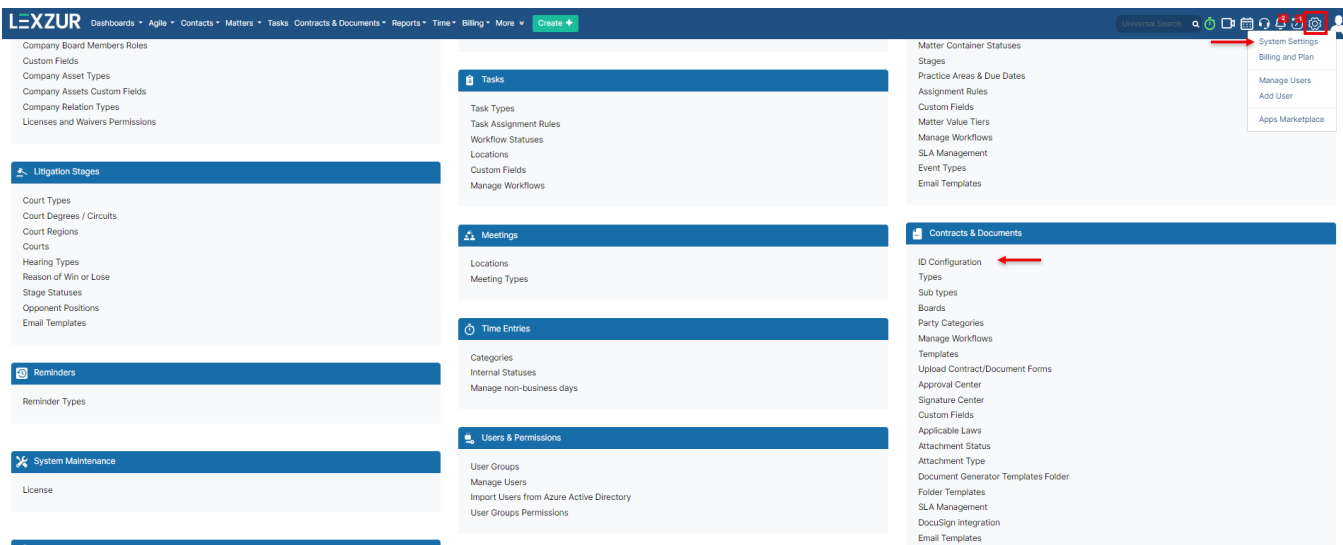 LEXZUR Dashboards Agile Contacts Matters Tasks Contracts & Documents Reports Time Billing More Create + Universal Search
System Settings
Billing and Plan
Manage Users
Add User
Apps Marketplace
Company Board Members Roles
Custom Fields
Company Asset Types
Company Assets Custom Fields
Company Relation Types
Licenses and Waivers Permissions
Litigation Stages
Court Types
Court Degrees / Circuits
Court Regions
Courts
Hearing Types
Reason of Win or Lose
Stage Statuses
Opponent Positions
Email Templates
Reminders
Reminder Types
System Maintenance
License
Tasks
Task Types
Task Assignment Rules
Workflow Statuses
Locations
Custom Fields
Manage Workflows
Meetings
Locations
Meeting Types
Time Entries
Categories
Internal Statuses
Manage non-business days
Users & Permissions
User Groups
Manage Users
Import Users from Azure Active Directory
User Groups Permissions
Matter Container Statuses
Stages
Practice Areas & Due Dates
Assignment Rules
Custom Fields
Matter Value Tiers
Manage Workflows
SLA Management
Event Types
Email Templates
Contracts & Documents
ID Configuration
Types
Sub types
Boards
Party Categories
Manage Workflows
Templates
Upload Contract/Document Forms
Approval Center
Signature Center
Custom Fields
Applicable Laws
Attachment Status
Attachment Type
Document Generator Templates Folder
Folder Templates
SLA Management
DocuSign integration
Email Templates